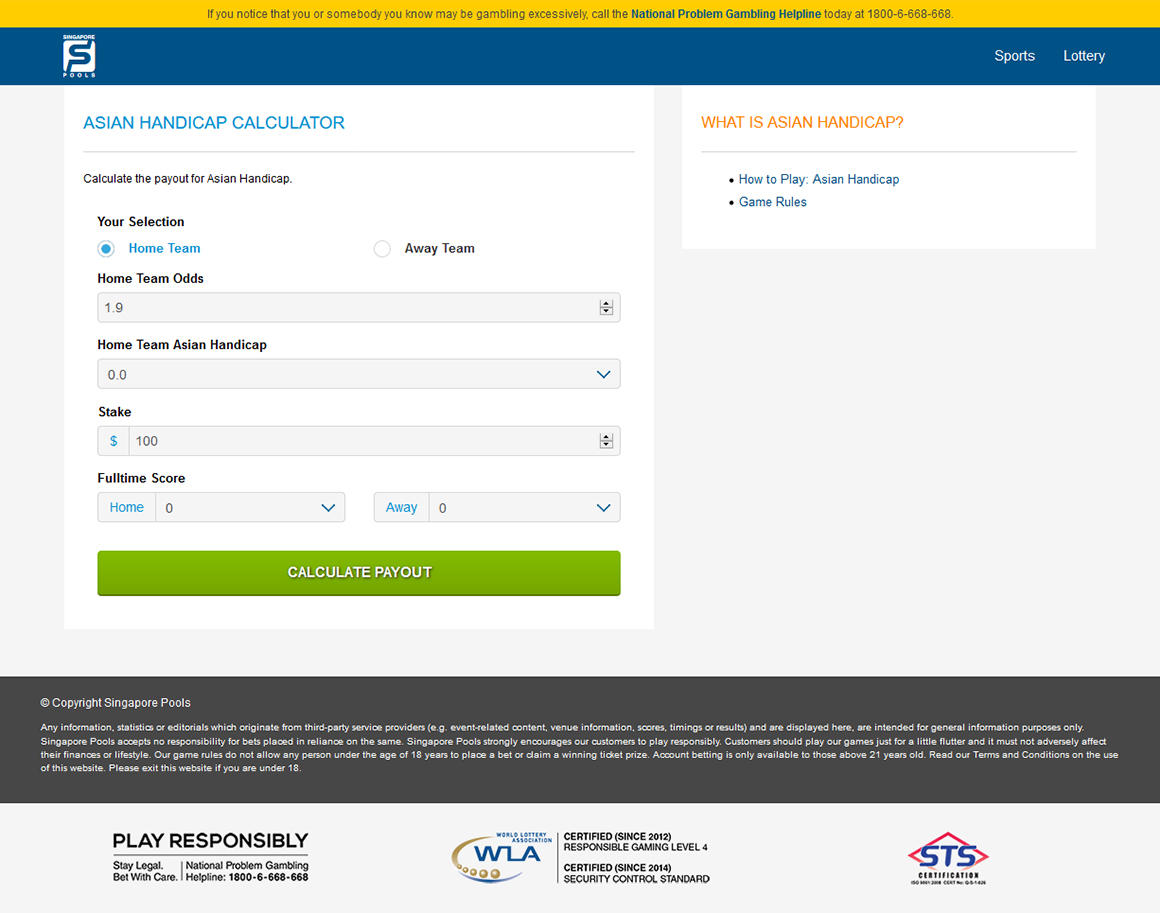 If you notice that you or somebody you know may be gambling excessively, call the National Problem Gambling Helpline today at 1800-6-668-668.
SINGAPORE
S
POOLS
Sports
Lottery
ASIAN HANDICAP CALCULATOR
Calculate the payout for Asian Handicap.
Your Selection
Home Team
Away Team
Home Team Odds
1.9
Home Team Asian Handicap
0.0
Stake
$ 100
Fulltime Score
Home 0
Away 0
CALCULATE PAYOUT
WHAT IS ASIAN HANDICAP?
• How to Play: Asian Handicap
• Game Rules
© Copyright Singapore Pools
Any information, statistics or editorials which originate from third-party service providers (e.g. event-related content, venue information, scores, timings or results) and are displayed here, are intended for general information purposes only.
Singapore Pools accepts no responsibility for bets placed in reliance on the same. Singapore Pools strongly encourages our customers to play responsibly. Customers should play our games just for a little flutter and it must not adversely affect
their finances or lifestyle. Our game rules do not allow any person under the age of 18 years to place a bet or claim a winning ticket prize. Account betting is only available to those above 21 years old. Read our Terms and Conditions on the use
of this website. Please exit this website if you are under 18.
PLAY RESPONSIBLY
Stay Legal.
Bet With Care.
National Problem Gambling
Helpline: 1800-6-668-668
WORLD LOTTERY
ASSOCIATION
WLA
CERTIFIED (SINCE 2012)
RESPONSIBLE GAMING LEVEL 4
CERTIFIED (SINCE 2014)
SECURITY CONTROL STANDARD
STS
CERTIFICATION